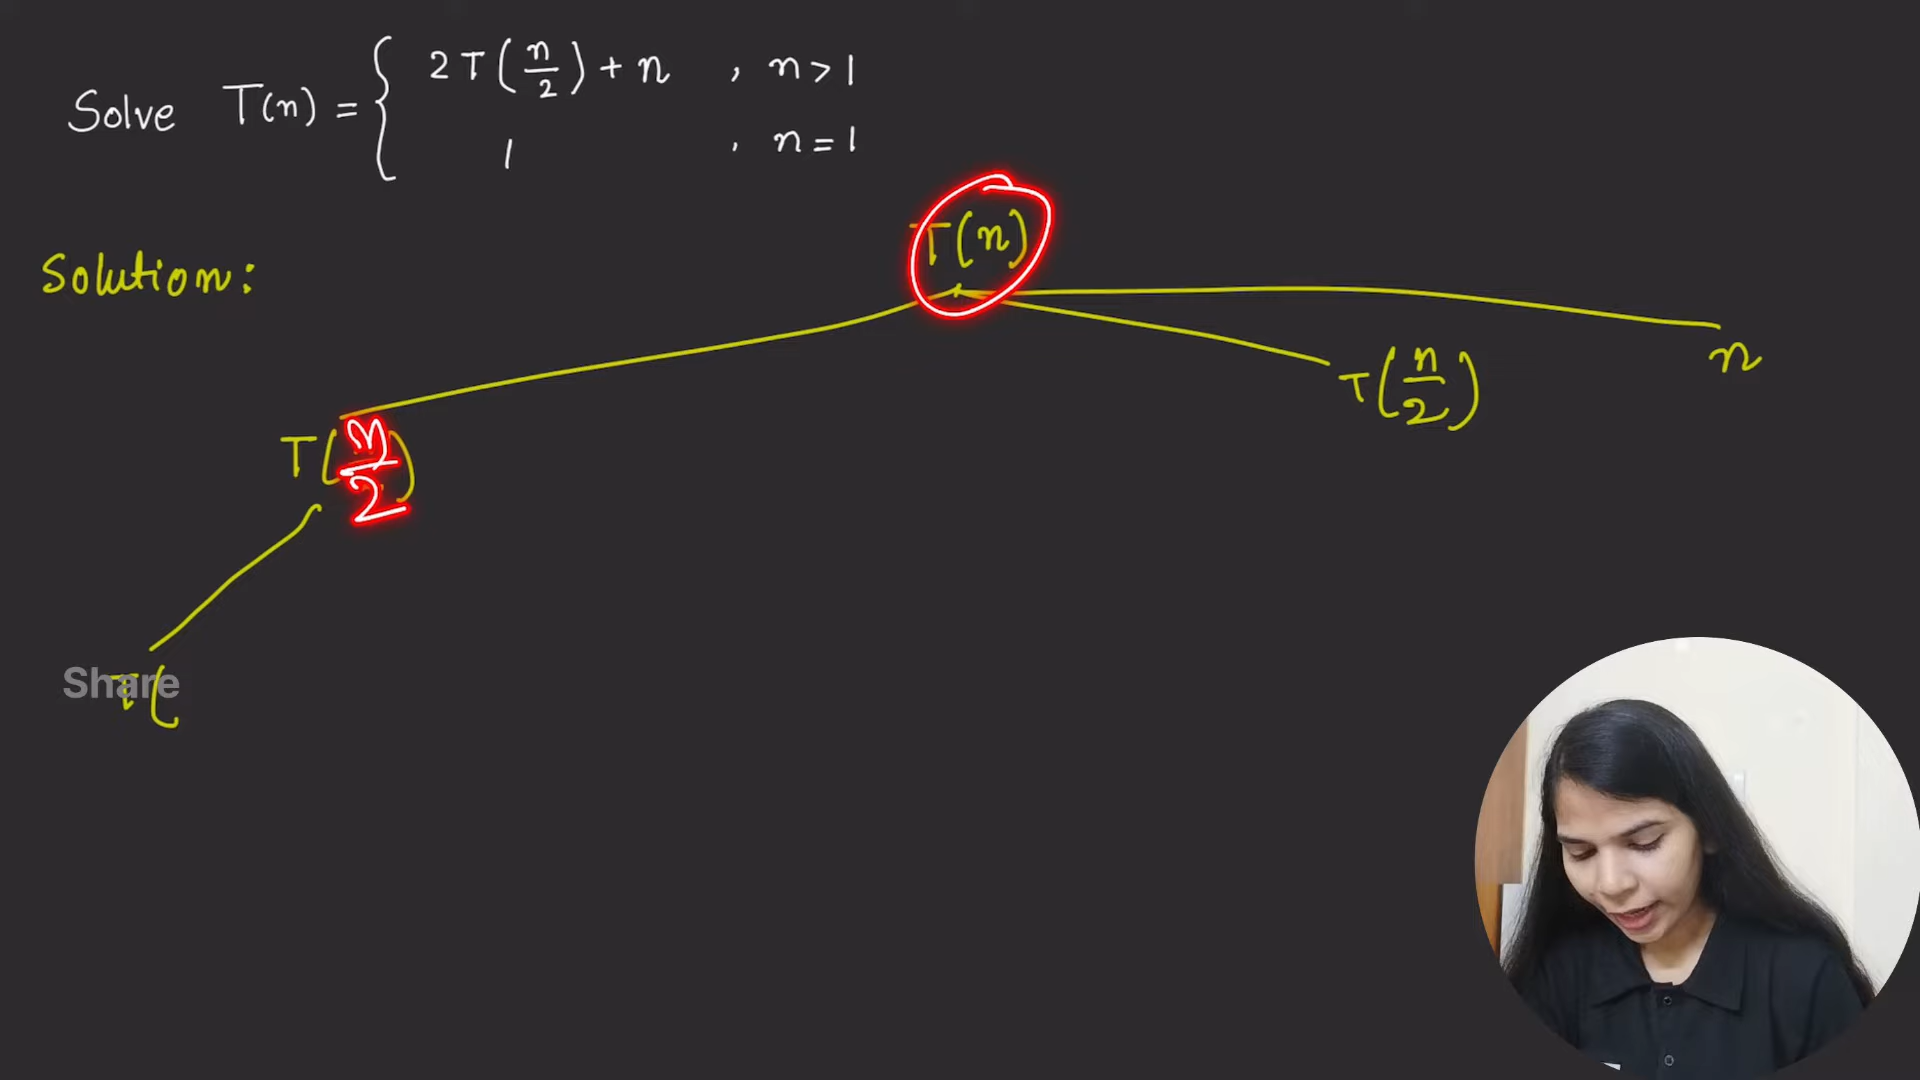 Solve T(n) = { 2T(n/2) + n , n > 1
1 , n = 1
Solution:
T(n)
T(n/2) T(n/2) n
T(
Share